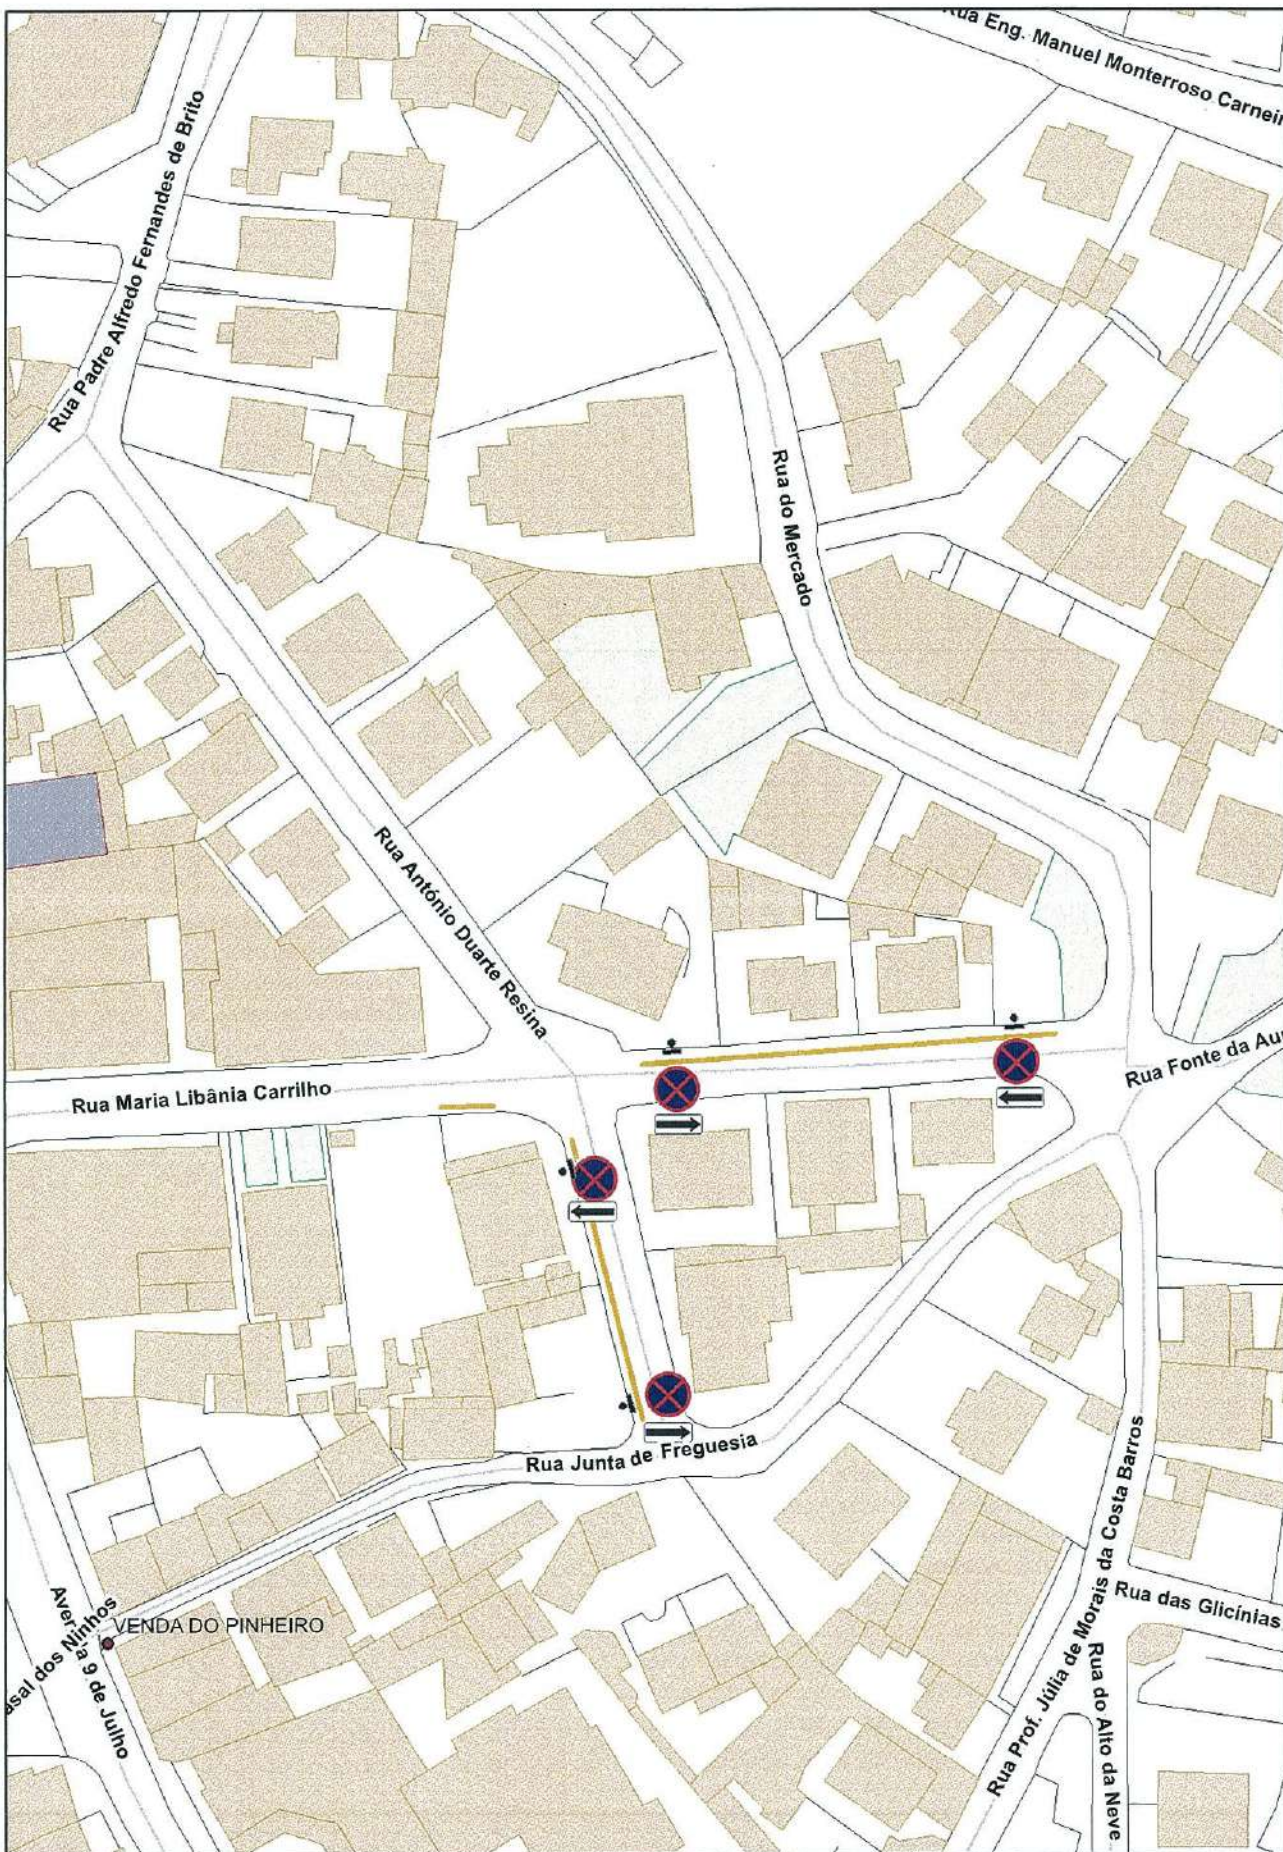 Rua Eng. Manuel Monterroso Carneir
Rua Padre Alfredo Fernandes de Brito
Rua do Mercado
Rua António Duarte Resina
Rua Maria Libânia Carrilho
Rua Fonte da Au
Rua Junta de Freguesia
Rua Prof. Júlia de Morais da Costa Barros
Rua das Glicínias
Rua do Alto da Neve
VENDA DO PINHEIRO
asal dos Ninhos
Aver a 9 de Julho